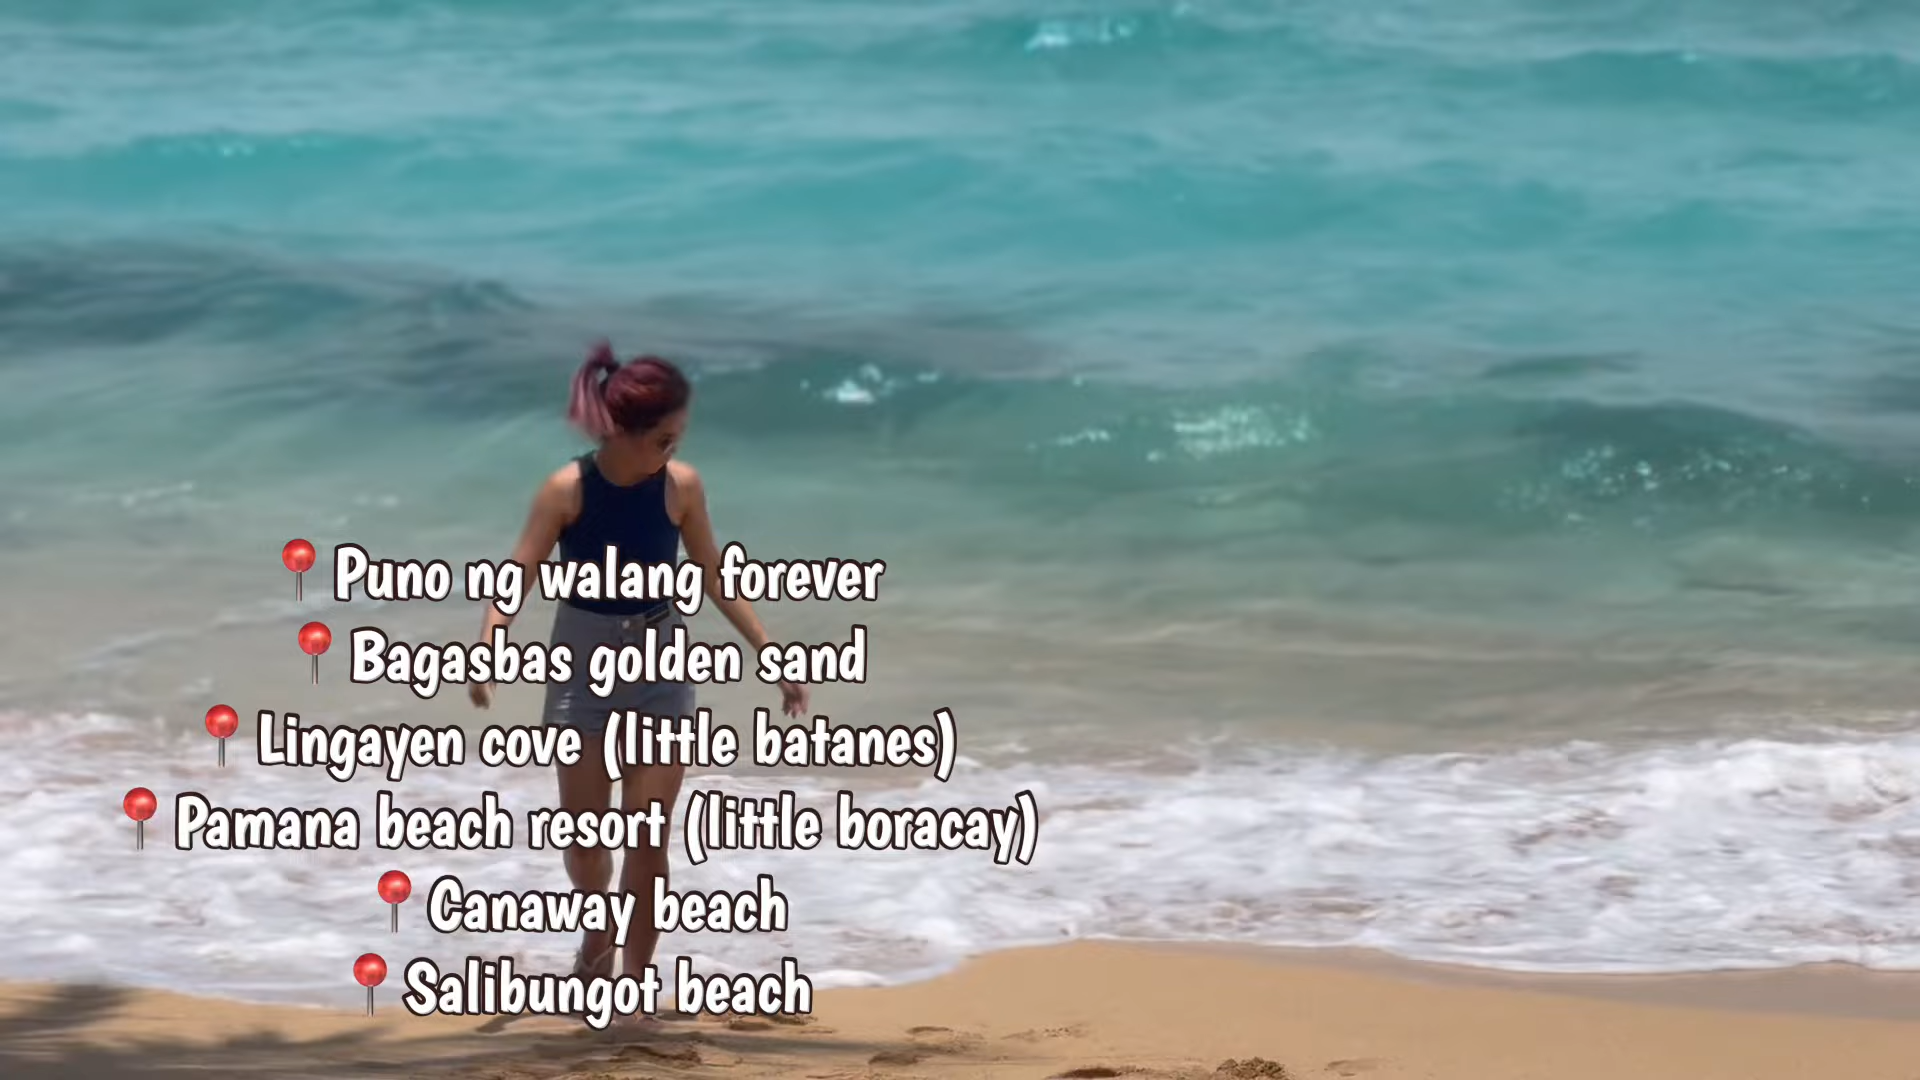 📍Puno ng walang forever
📍Bagasbas golden sand
📍Lingayen cove (little batanes)
📍Pamana beach resort (little boracay)
📍Canaway beach
📍Salibungot beach